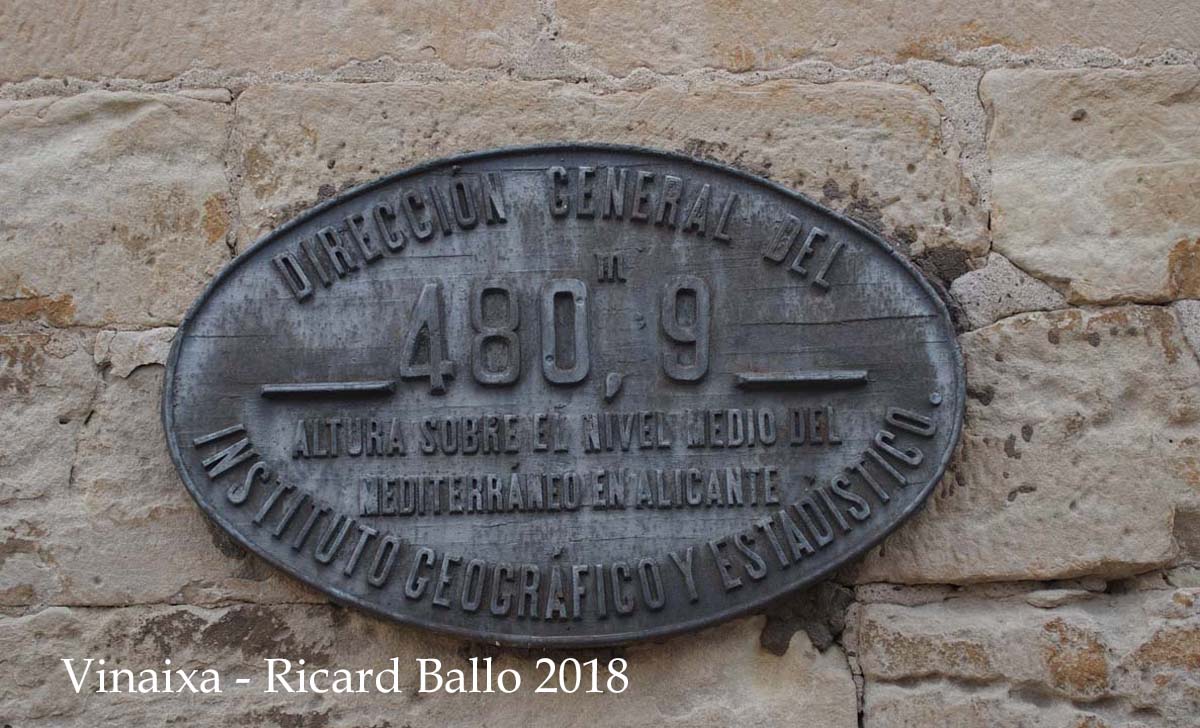 DIRECCIÓN GENERAL DEL
m
480,9
ALTURA SOBRE EL NIVEL MEDIO DEL
MEDITERRÁNEO EN ALICANTE
INSTITUTO GEOGRÁFICO Y ESTADÍSTICO.
Vinaixa - Ricard Ballo 2018